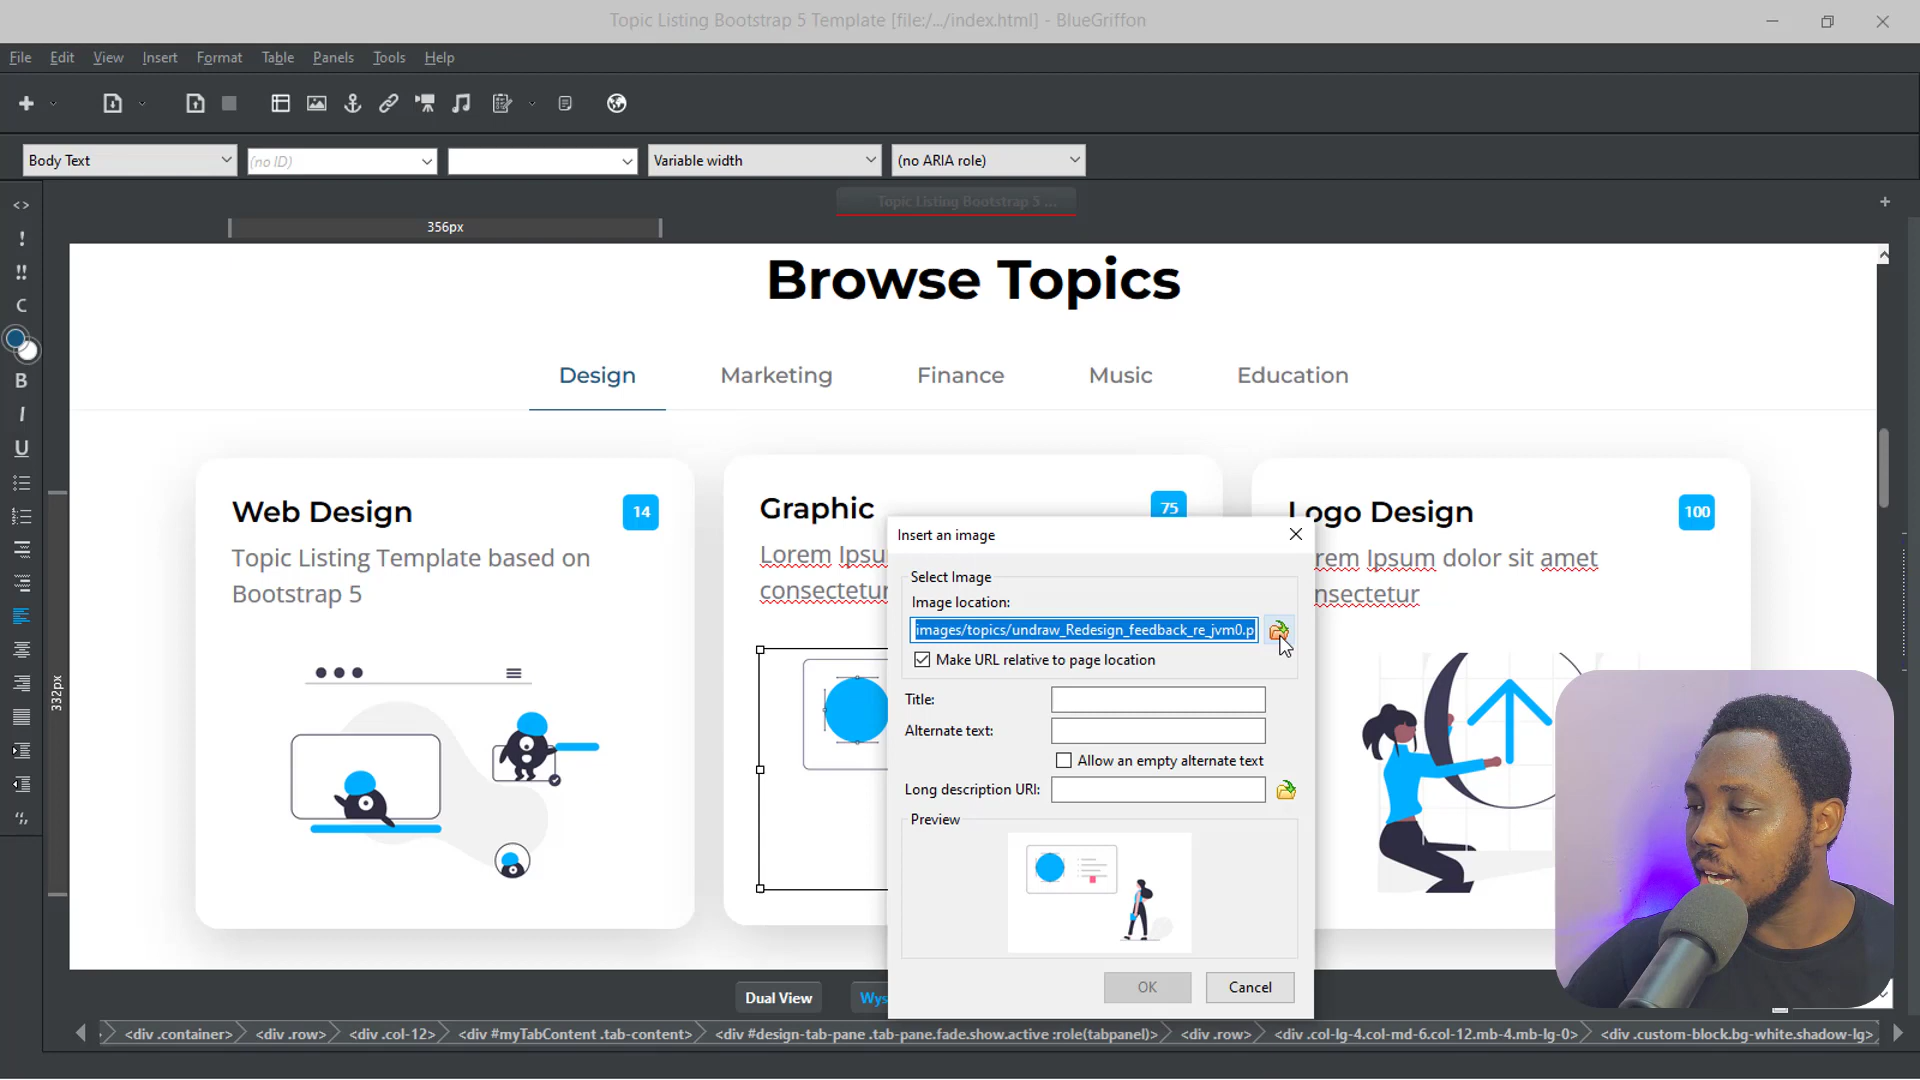 Topic Listing Bootstrap 5 Template [file:/.../index.html] - BlueGriffon
File Edit View Insert Format Table Panels Tools Help
Body Text
(no ID)
Variable width
(no ARIA role)
Topic Listing Bootstrap 5 ...
356px
Browse Topics
Design Marketing Finance Music Education
Web Design
14
Topic Listing Template based on
Bootstrap 5
Graphic
75
Lorem Ipsu
consectetur
Logo Design
100
rem Ipsum dolor sit amet
nsectetur
332px
Insert an image
Select Image
Image location:
images/topics/undraw_Redesign_feedback_re_jvm0.p
Make URL relative to page location
Title:
Alternate text:
Allow an empty alternate text
Long description URI:
Preview
OK
Cancel
Dual View
Wys
<div .container> <div .row> <div .col-12> <div #myTabContent .tab-content> <div #design-tab-pane .tab-pane.fade.show.active :role(tabpanel)> <div .row> <div .col-lg-4.col-md-6.col-12.mb-4.mb-lg-0> <div .custom-block.bg-white.shadow-lg>